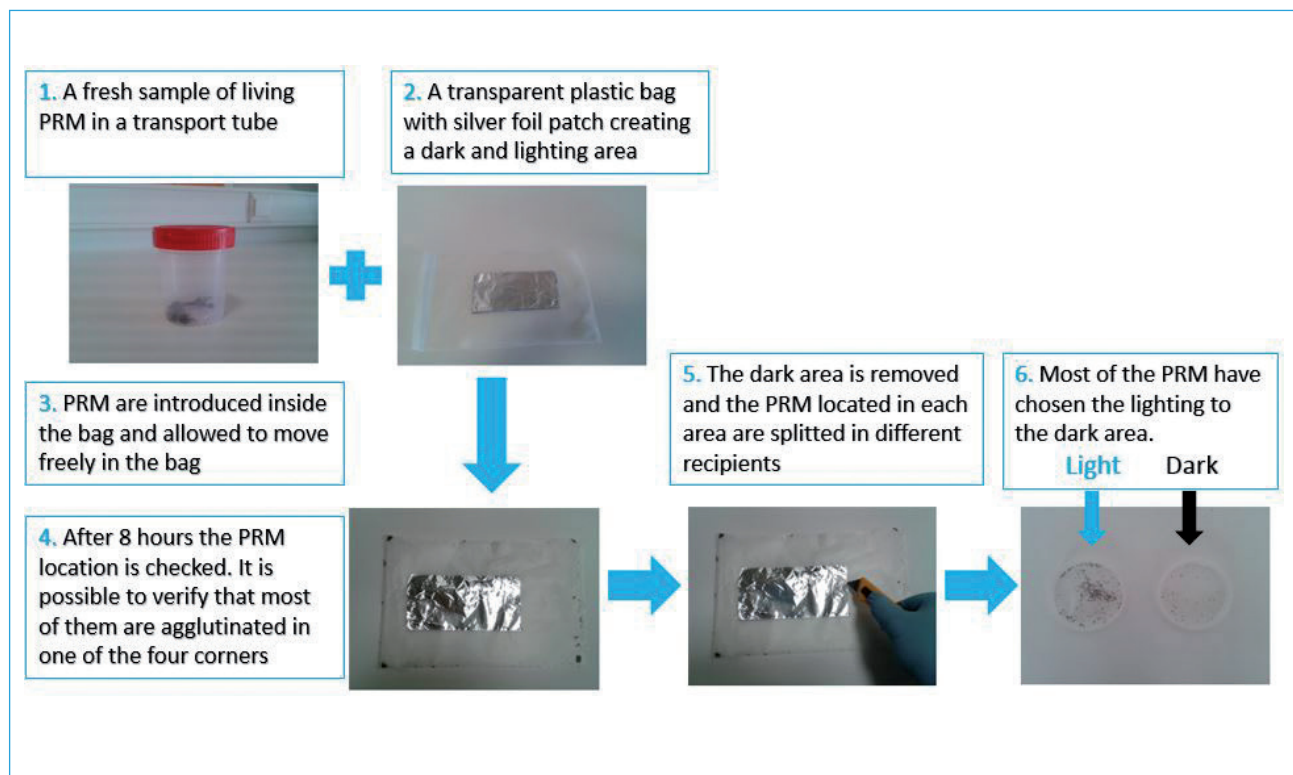 1. A fresh sample of living
PRM in a transport tube
2. A transparent plastic bag
with silver foil patch creating
a dark and lighting area
3. PRM are introduced inside
the bag and allowed to move
freely in the bag
4. After 8 hours the PRM
location is checked. It is
possible to verify that most
of them are agglutinated in
one of the four corners
5. The dark area is removed
and the PRM located in each
area are splitted in different
recipients
6. Most of the PRM have
chosen the lighting to
the dark area.
Light Dark